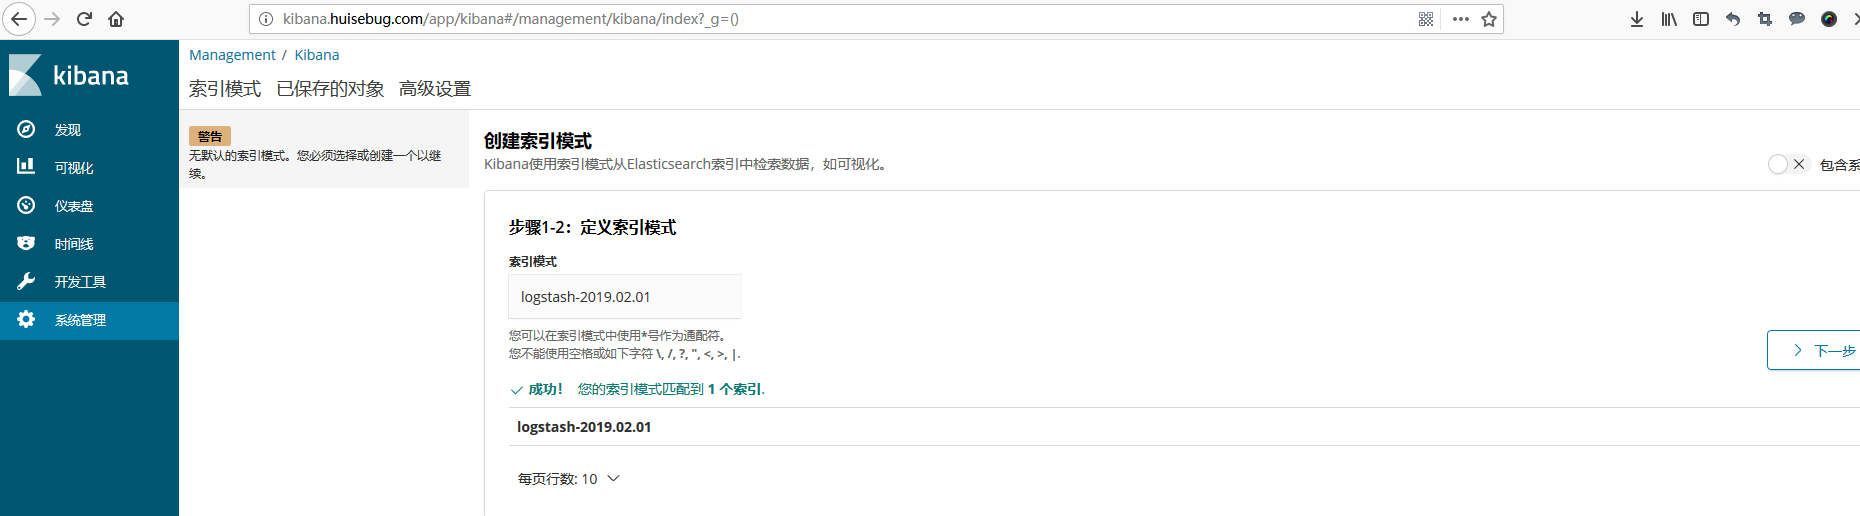 kibana.huisebug.com/app/kibana#/management/kibana/index?_g=()
kibana
发现
可视化
仪表盘
时间线
开发工具
系统管理
Management / Kibana
索引模式 已保存的对象 高级设置
警告
无默认的索引模式。您必须选择或创建一个以继
续。
创建索引模式
Kibana使用索引模式从Elasticsearch索引中检索数据，如可视化。
包含系
步骤1-2：定义索引模式
索引模式
logstash-2019.02.01
您可以在索引模式中使用*号作为通配符。
您不能使用空格或如下字符 \, /, ?, ", <, >, |.
下一步
成功！ 您的索引模式匹配到 1 个索引.
logstash-2019.02.01
每页行数: 10